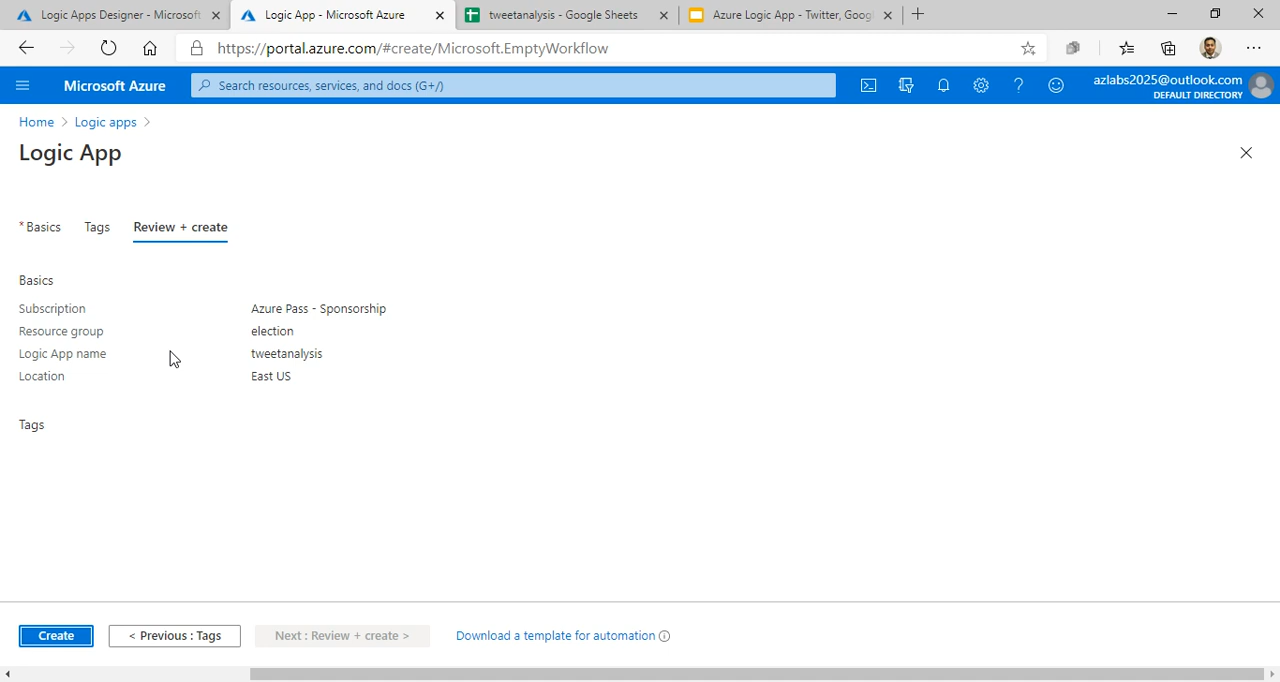 Logic Apps Designer - Microsoft
Logic App - Microsoft Azure
tweetanalysis - Google Sheets
Azure Logic App - Twitter, Goog
https://portal.azure.com/#create/Microsoft.EmptyWorkflow
Microsoft Azure
Search resources, services, and docs (G+/)
azlabs2025@outlook.com
DEFAULT DIRECTORY
Home > Logic apps >
Logic App
* Basics Tags Review + create
Basics
Subscription Azure Pass - Sponsorship
Resource group election
Logic App name tweetanalysis
Location East US
Tags
Create < Previous : Tags Next : Review + create > Download a template for automation